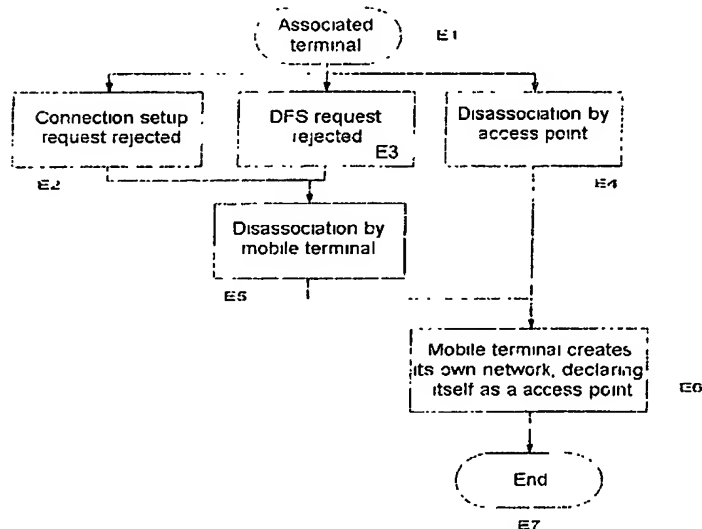 Associated
terminal
E1
Connection setup
request rejected
E2
DFS request
rejected
E3
Disassociation by
access point
E4
Disassociation by
mobile terminal
E5
Mobile terminal creates
its own network, declaring
itself as a access point
E6
End
E7